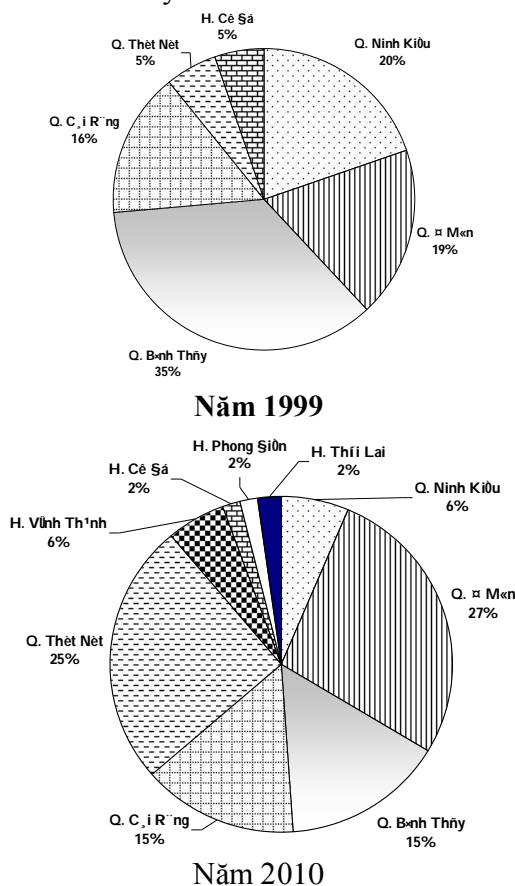 H. Cê §á
5%
Q. Thèt Nèt
5%
Q. Ninh KiÒu
20%
Q. C¸i R¨ng
16%
Q. ¤ M«n
19%
Q. B×nh Thñy
35%
Năm 1999
H. Phong §iÒn
2%
H. Thíi Lai
2%
H. Cê §á
2%
Q. Ninh KiÒu
6%
H. VÜnh Th¹nh
6%
Q. ¤ M«n
27%
Q. Thèt Nèt
25%
Q. C¸i R¨ng
15%
Q. B×nh Thñy
15%
Năm 2010